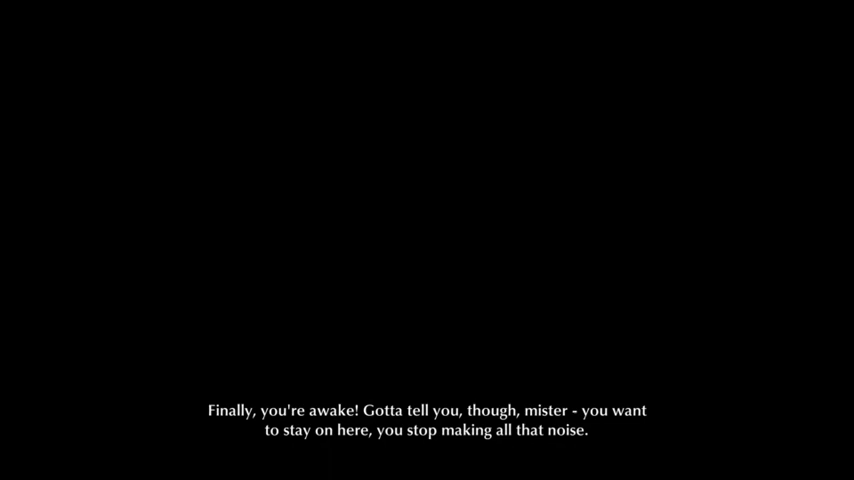 Finally, you're awake! Gotta tell you, though, mister - you want
to stay on here, you stop making all that noise.